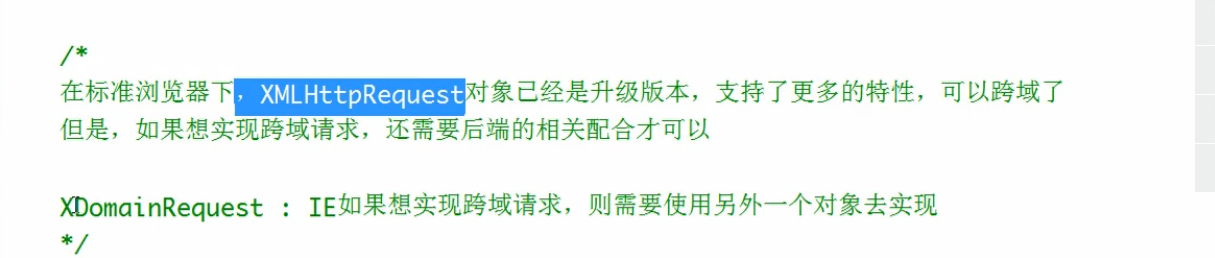 /*
在标准浏览器下，XMLHttpRequest对象已经是升级版本，支持了更多的特性，可以跨域了
但是，如果想实现跨域请求，还需要后端的相关配合才可以
XDomainRequest : IE如果想实现跨域请求，则需要使用另外一个对象去实现
*/